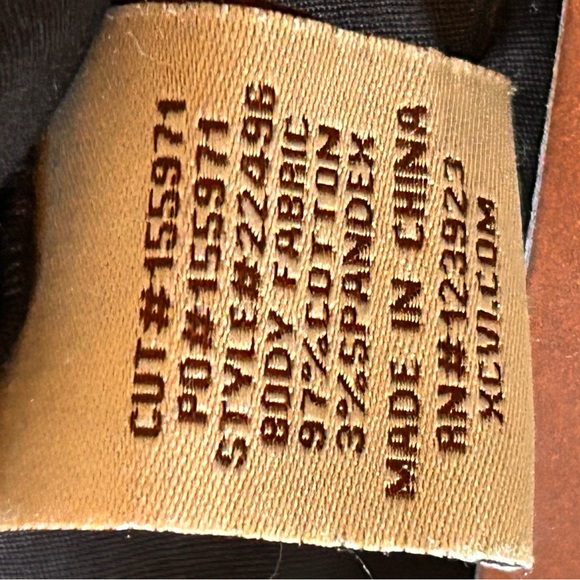 CUT#155971
PO#155971
STYLE#22496
BODY FABRIC
97%COTTON
3%SPANDEX
MADE IN CHINA
RN#123923
XCVI.COM